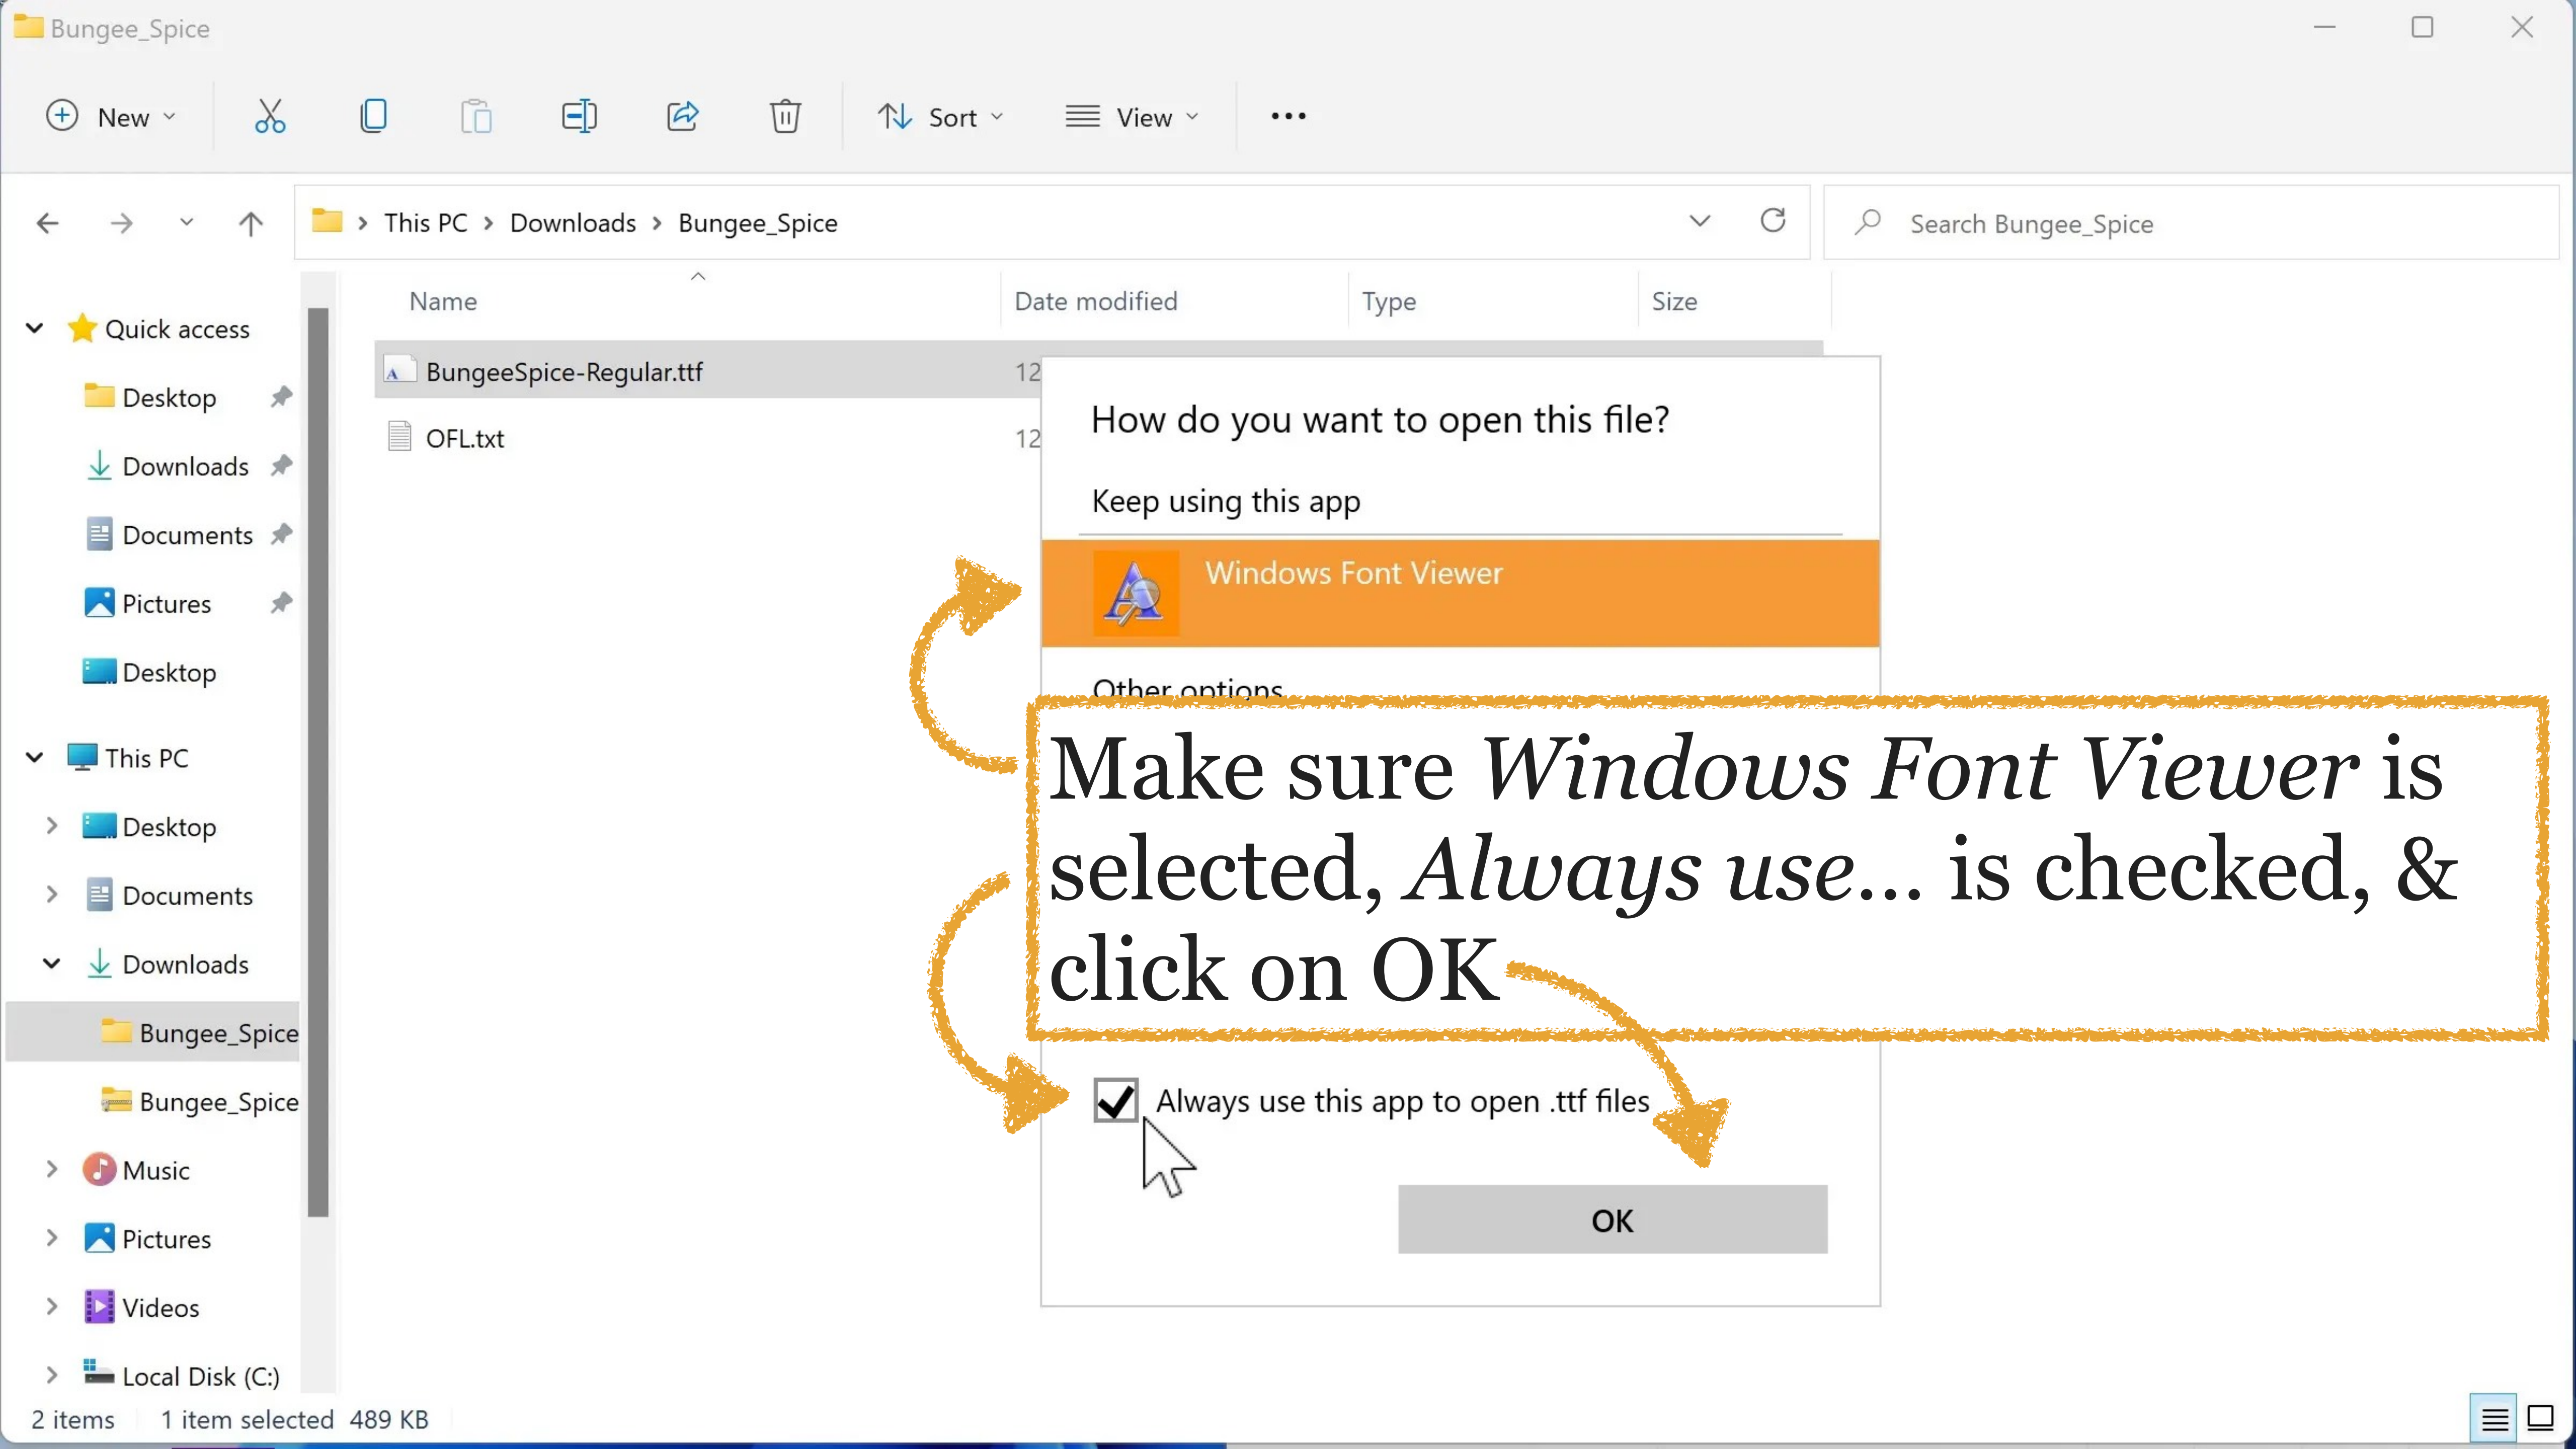 Bungee_Spice
New
Sort
View
This PC > Downloads > Bungee_Spice
Search Bungee_Spice
Name
Date modified
Type
Size
Quick access
Desktop
Downloads
Documents
Pictures
Desktop
This PC
Desktop
Documents
Downloads
Bungee_Spice
Bungee_Spice
Music
Pictures
Videos
Local Disk (C:)
BungeeSpice-Regular.ttf
12
OFL.txt
12
How do you want to open this file?
Keep using this app
Windows Font Viewer
Other options
Make sure Windows Font Viewer is
selected, Always use... is checked, &
click on OK
Always use this app to open .ttf files
OK
2 items
1 item selected 489 KB